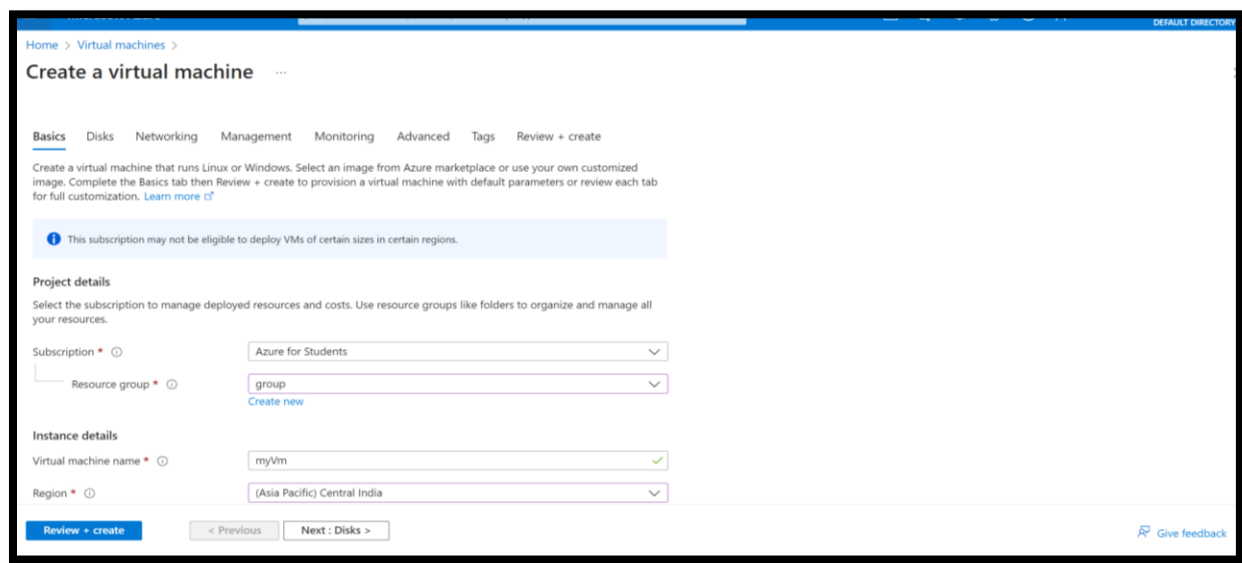 DEFAULT DIRECTORY
Home > Virtual machines >
Create a virtual machine ...
Basics Disks Networking Management Monitoring Advanced Tags Review + create
Create a virtual machine that runs Linux or Windows. Select an image from Azure marketplace or use your own customized
image. Complete the Basics tab then Review + create to provision a virtual machine with default parameters or review each tab
for full customization. Learn more
This subscription may not be eligible to deploy VMs of certain sizes in certain regions.
Project details
Select the subscription to manage deployed resources and costs. Use resource groups like folders to organize and manage all
your resources.
Subscription * Azure for Students
Resource group * group
Create new
Instance details
Virtual machine name * myVm
Region * (Asia Pacific) Central India
Review + create < Previous Next : Disks >
Give feedback